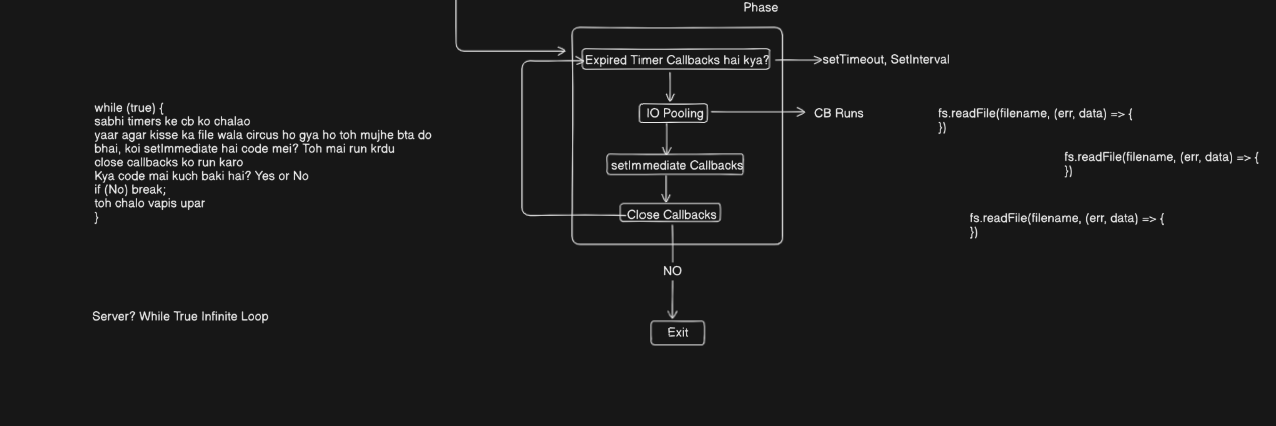 Phase
Expired Timer Callbacks hai kya?
setTimeout, SetInterval
IO Pooling
CB Runs
setImmediate Callbacks
Close Callbacks
NO
Exit
while (true) {
sabhi timers ke cb ko chalao
yaar agar kisse ka file wala circus ho gya ho toh mujhe bta do
bhai, koi setImmediate hai code mei? Toh mai run krdu
close callbacks ko run karo
Kya code mai kuch baki hai? Yes or No
if (No) break;
toh chalo vapis upar
}
Server? While True Infinite Loop
fs.readFile(filename, (err, data) => {
})
fs.readFile(filename, (err, data) => {
})
fs.readFile(filename, (err, data) => {
})